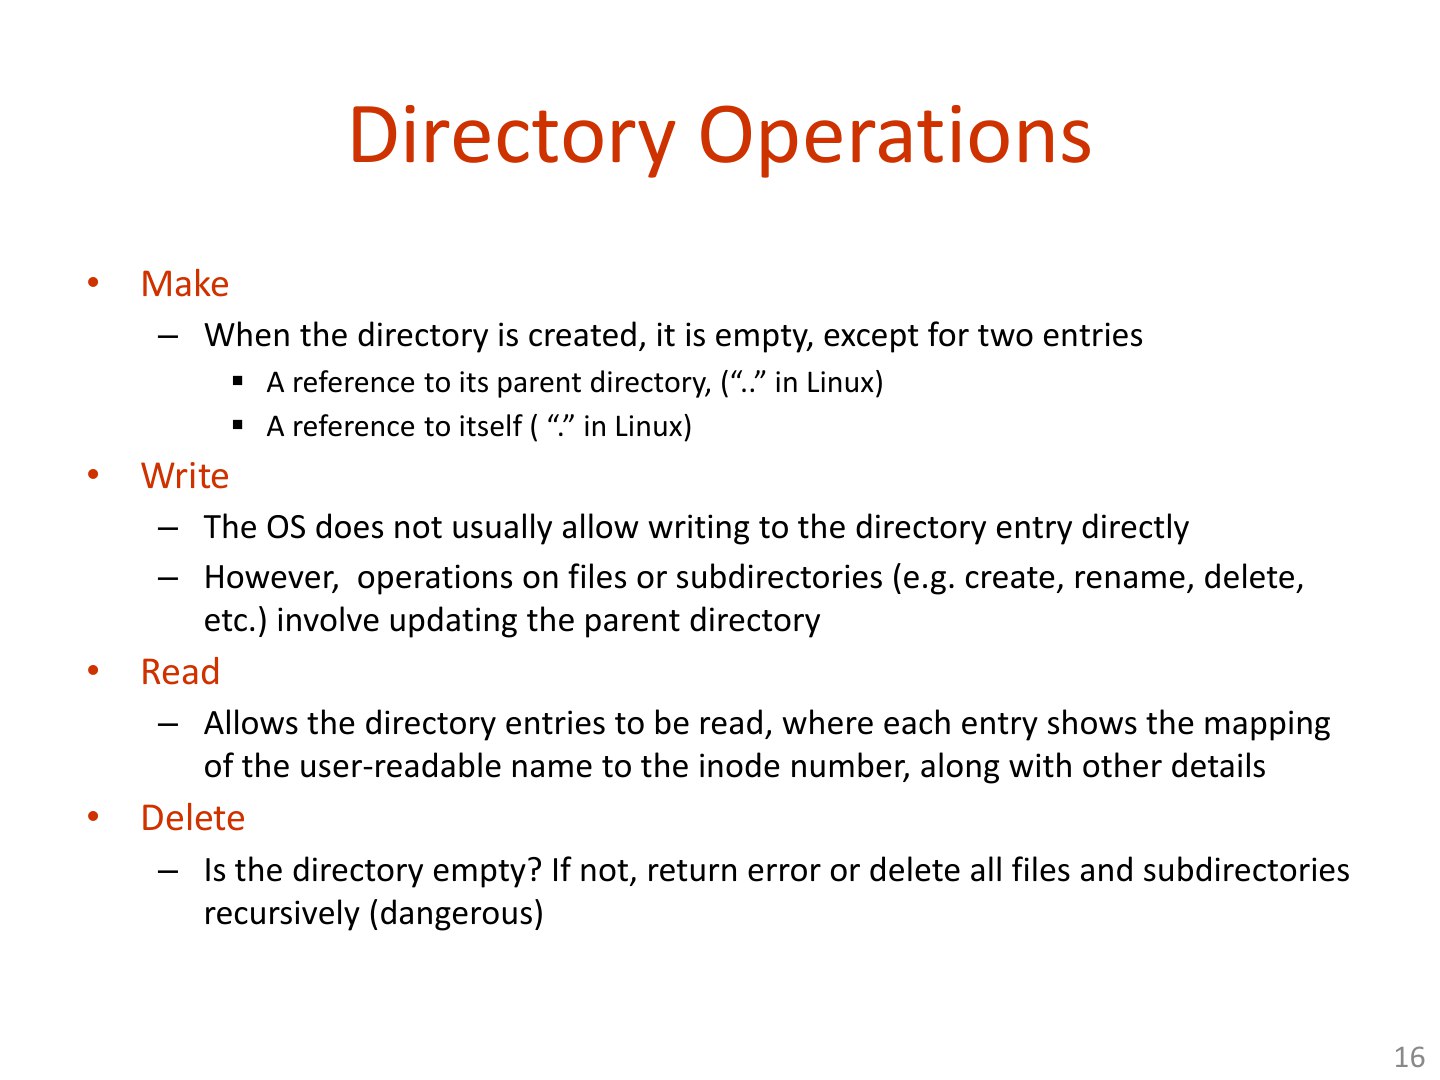 Directory Operations
• Make
– When the directory is created, it is empty, except for two entries
▪ A reference to its parent directory, (“..” in Linux)
▪ A reference to itself ( “.” in Linux)
• Write
– The OS does not usually allow writing to the directory entry directly
– However,  operations on files or subdirectories (e.g. create, rename, delete,
etc.) involve updating the parent directory
• Read
– Allows the directory entries to be read, where each entry shows the mapping
of the user-readable name to the inode number, along with other details
• Delete
– Is the directory empty? If not, return error or delete all files and subdirectories
recursively (dangerous)
16